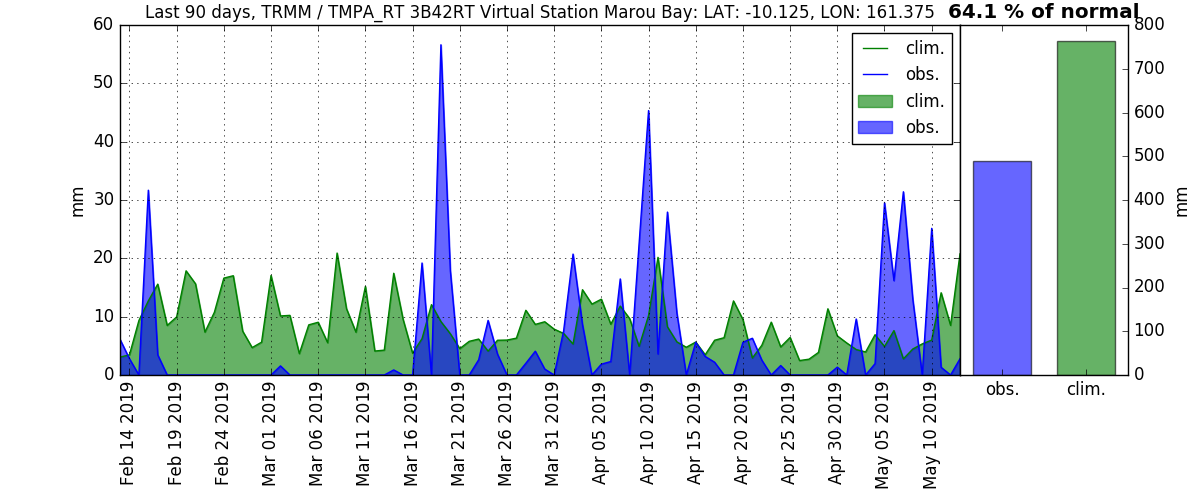 Last 90 days, TRMM / TMPA_RT 3B42RT Virtual Station Marou Bay: LAT: -10.125, LON: 161.375 64.1 % of normal
mm
60
50
40
30
20
10
0
clim.
obs.
clim.
obs.
Feb 14 2019
Feb 19 2019
Feb 24 2019
Mar 01 2019
Mar 06 2019
Mar 11 2019
Mar 16 2019
Mar 21 2019
Mar 26 2019
Mar 31 2019
Apr 05 2019
Apr 10 2019
Apr 15 2019
Apr 20 2019
Apr 25 2019
Apr 30 2019
May 05 2019
May 10 2019
800
700
600
500
400
300
200
100
0
mm
obs.
clim.